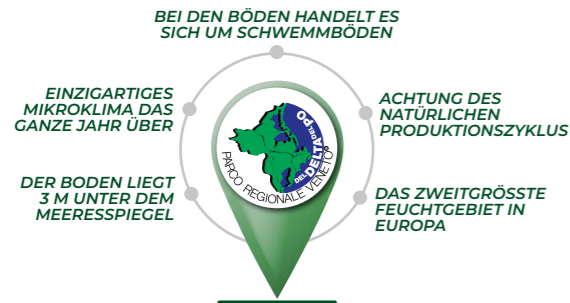 BEI DEN BÖDEN HANDELT ES
SICH UM SCHWEMMBÖDEN
EINZIGARTIGES
MIKROKLIMA DAS
GANZE JAHR ÜBER
ACHTUNG DES
NATÜRLICHEN
PRODUKTIONSZYKLUS
PARCO REGIONALE VENETO
DEL DELTA DEL PO
DER BODEN LIEGT
3 M UNTER DEM
MEERESSPIEGEL
DAS ZWEITGRÖSSTE
FEUCHTGEBIET IN
EUROPA